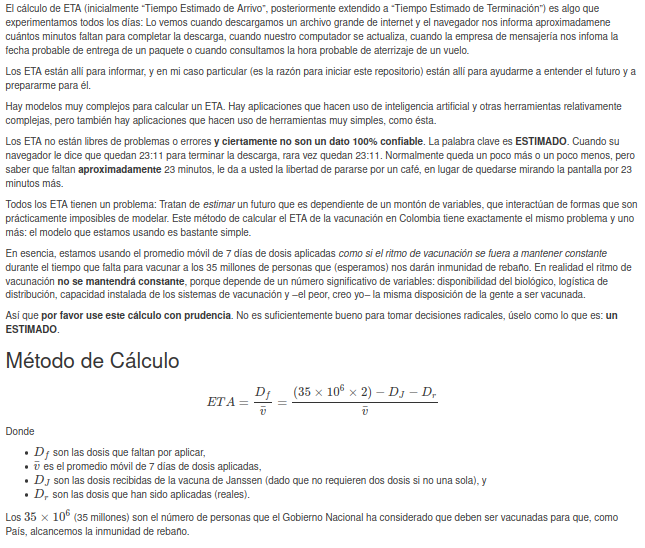 El cálculo de ETA (inicialmente “Tiempo Estimado de Arrivo”, posteriormente extendido a “Tiempo Estimado de Terminación”) es algo que
experimentamos todos los días: Lo vemos cuando descargamos un archivo grande de internet y el navegador nos informa aproximadamene
cuántos minutos faltan para completar la descarga, cuando nuestro computador se actualiza, cuando la empresa de mensajería nos infoma la
fecha probable de entrega de un paquete o cuando consultamos la hora probable de aterrizaje de un vuelo.
Los ETA están allí para informar, y en mi caso particular (es la razón para iniciar este repositorio) están allí para ayudarme a entender el futuro y a
prepararme para él.
Hay modelos muy complejos para calcular un ETA. Hay aplicaciones que hacen uso de inteligencia artificial y otras herramientas relativamente
complejas, pero también hay aplicaciones que hacen uso de herramientas muy simples, como ésta.
Los ETA no están libres de problemas o errores y ciertamente no son un dato 100% confiable. La palabra clave es ESTIMADO. Cuando su
navegador le dice que quedan 23:11 para terminar la descarga, rara vez quedan 23:11. Normalmente queda un poco más o un poco menos, pero
saber que faltan aproximadamente 23 minutos, le da a usted la libertad de pararse por un café, en lugar de quedarse mirando la pantalla por 23
minutos más.
Todos los ETA tienen un problema: Tratan de estimar un futuro que es dependiente de un montón de variables, que interactúan de formas que son
prácticamente imposibles de modelar. Este método de calcular el ETA de la vacunación en Colombia tiene exactamente el mismo problema y uno
más: el modelo que estamos usando es bastante simple.
En esencia, estamos usando el promedio móvil de 7 días de dosis aplicadas como si el ritmo de vacunación se fuera a mantener constante
durante el tiempo que falta para vacunar a los 35 millones de personas que (esperamos) nos darán inmunidad de rebaño. En realidad el ritmo de
vacunación no se mantendrá constante, porque depende de un número significativo de variables: disponibilidad del biológico, logística de
distribución, capacidad instalada de los sistemas de vacunación y –el peor, creo yo– la misma disposición de la gente a ser vacunada.
Así que por favor use este cálculo con prudencia. No es suficientemente bueno para tomar decisiones radicales, úselo como lo que es: un
ESTIMADO.
Método de Cálculo
ETA = D_f / v̄ = ((35 × 10⁶ × 2) − D_J − D_r) / v̄
Donde
• D_f son las dosis que faltan por aplicar,
• v̄ es el promedio móvil de 7 días de dosis aplicadas,
• D_J son las dosis recibidas de la vacuna de Janssen (dado que no requieren dos dosis si no una sola), y
• D_r son las dosis que han sido aplicadas (reales).
Los 35 × 10⁶ (35 millones) son el número de personas que el Gobierno Nacional ha considerado que deben ser vacunadas para que, como
País, alcancemos la inmunidad de rebaño.